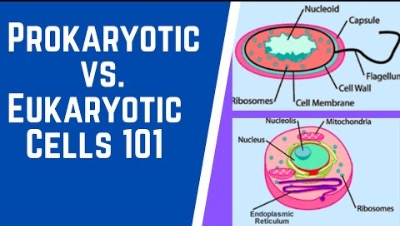 Prokaryotic
vs.
Eukaryotic
Cells 101
Nucleoid
Capsule
Flagellum
Cell Wall
Cell Membrane
Ribosomes
Nucleolis
Mitochondria
Nucleus
Ribosomes
Endoplasmic
Reticulum